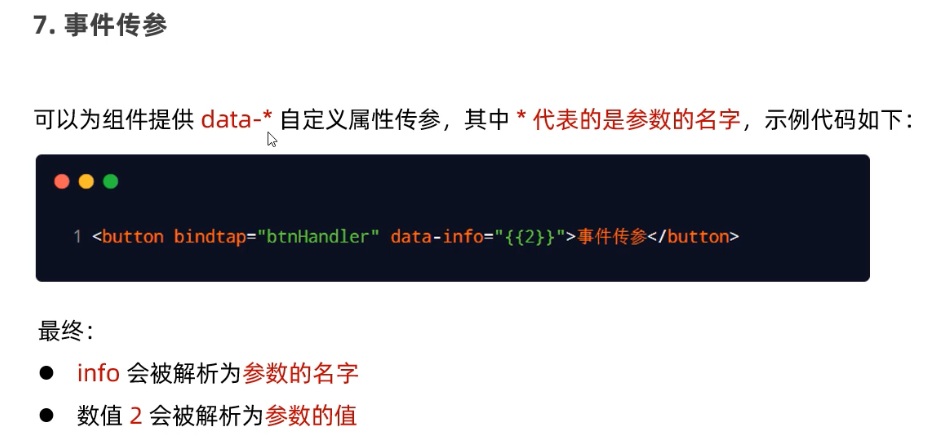 7. 事件传参
可以为组件提供 data-* 自定义属性传参，其中 * 代表的是参数的名字，示例代码如下：
1 <button bindtap="btnHandler" data-info="{{2}}">事件传参</button>
最终：
● info 会被解析为参数的名字
● 数值 2 会被解析为参数的值